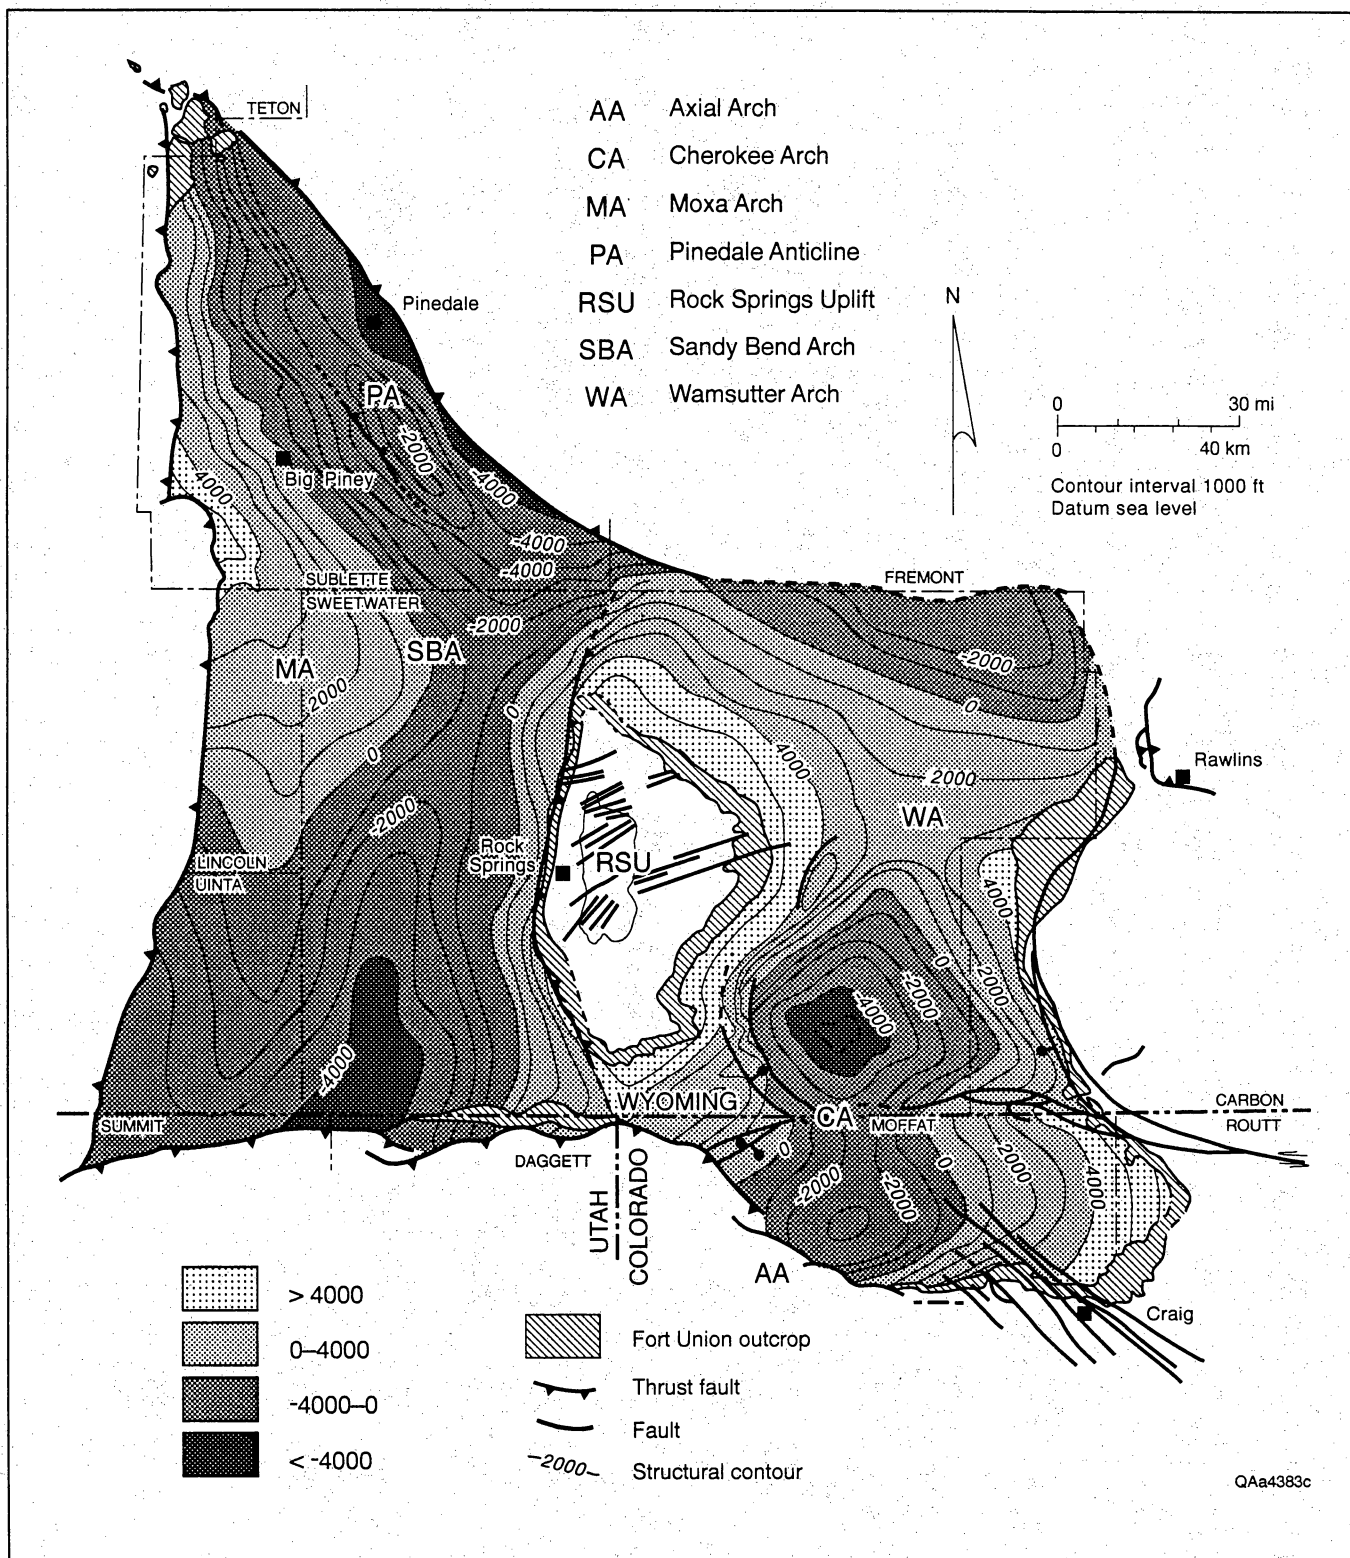 TETON
AA Axial Arch
CA Cherokee Arch
MA Moxa Arch
PA Pinedale Anticline
RSU Rock Springs Uplift
SBA Sandy Bend Arch
WA Wamsutter Arch
N
0 30 mi
0 40 km
Contour interval 1000 ft
Datum sea level
Pinedale
PA
-2000
Big Piney
4000
-4000
-4000
-4000
SUBLETTE
SWEETWATER
FREMONT
-2000
SBA
MA
2000
-2000
0
0
0
4000
2000
Rawlins
WA
-2000
Rock
Springs
RSU
LINCOLN
UINTA
4000
0
-2000
2000
-4000
-4000
WYOMING
CA
MOFFAT
SUMMIT
CARBON
ROUTT
DAGGETT
UTAH
COLORADO
0
-2000
-2000
0
2000
4000
AA
Craig
> 4000
0–4000
-4000–0
< -4000
Fort Union outcrop
Thrust fault
Fault
-2000- Structural contour
QAa4383c